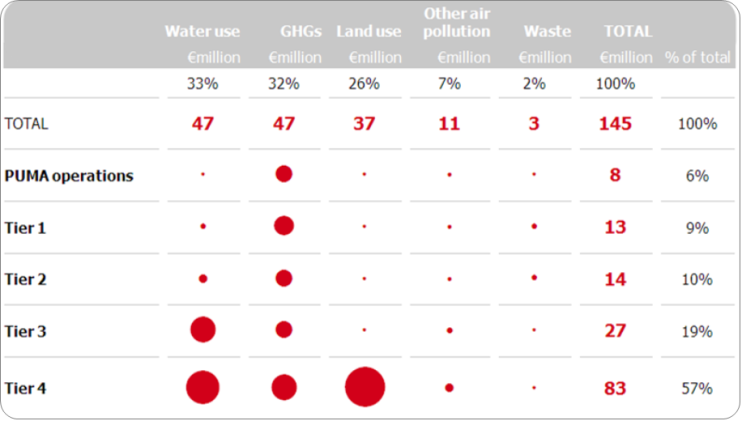 Water use GHGs Land use Other air pollution Waste TOTAL
€million €million €million €million €million €million % of total
33% 32% 26% 7% 2% 100%
TOTAL 47 47 37 11 3 145 100%
PUMA operations 8 6%
Tier 1 13 9%
Tier 2 14 10%
Tier 3 27 19%
Tier 4 83 57%